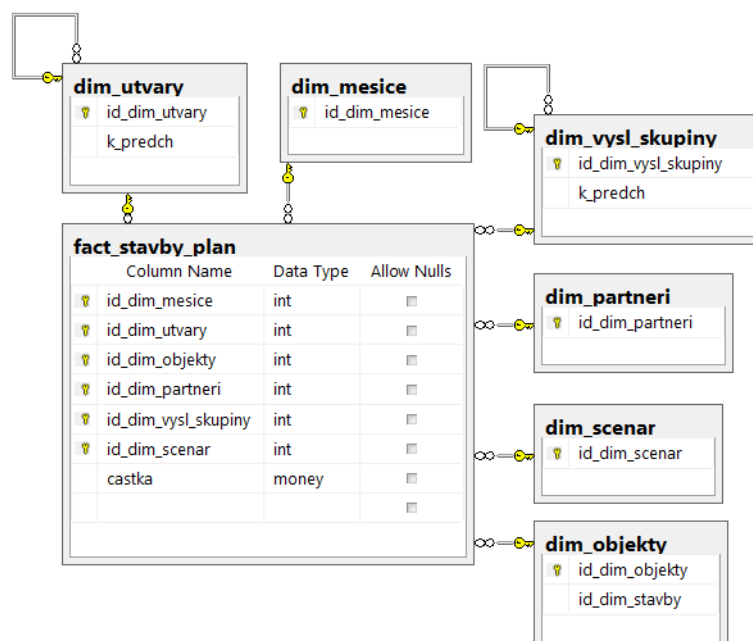 dim_utvary
id_dim_utvary
k_predch
dim_mesice
id_dim_mesice
dim_vysl_skupiny
id_dim_vysl_skupiny
k_predch
fact_stavby_plan
Column Name Data Type Allow Nulls
id_dim_mesice int
id_dim_utvary int
id_dim_objekty int
id_dim_partneri int
id_dim_vysl_skupiny int
id_dim_scenar int
castka money
dim_partneri
id_dim_partneri
dim_scenar
id_dim_scenar
dim_objekty
id_dim_objekty
id_dim_stavby